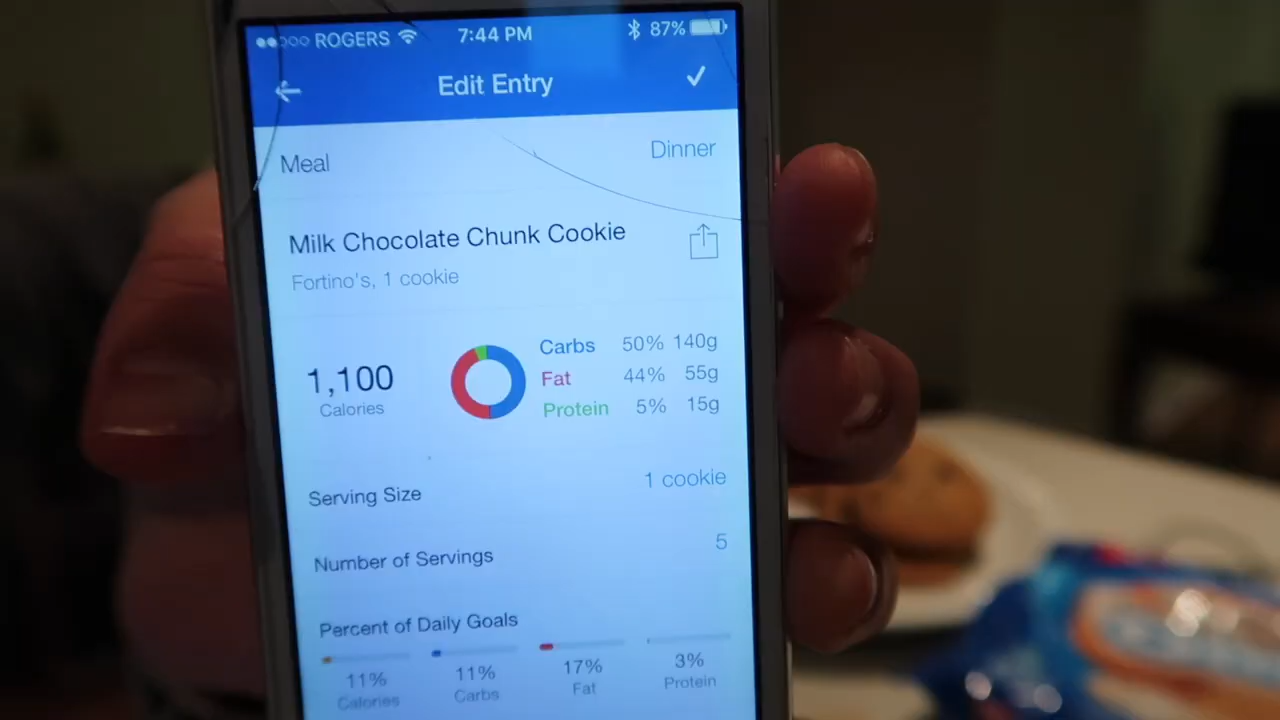 ROGERS 7:44 PM 87%
Edit Entry
Meal Dinner
Milk Chocolate Chunk Cookie
Fortino's, 1 cookie
1,100
Calories
Carbs 50% 140g
Fat 44% 55g
Protein 5% 15g
Serving Size 1 cookie
Number of Servings 5
Percent of Daily Goals
11% 11% 17% 3%
Calories Carbs Fat Protein